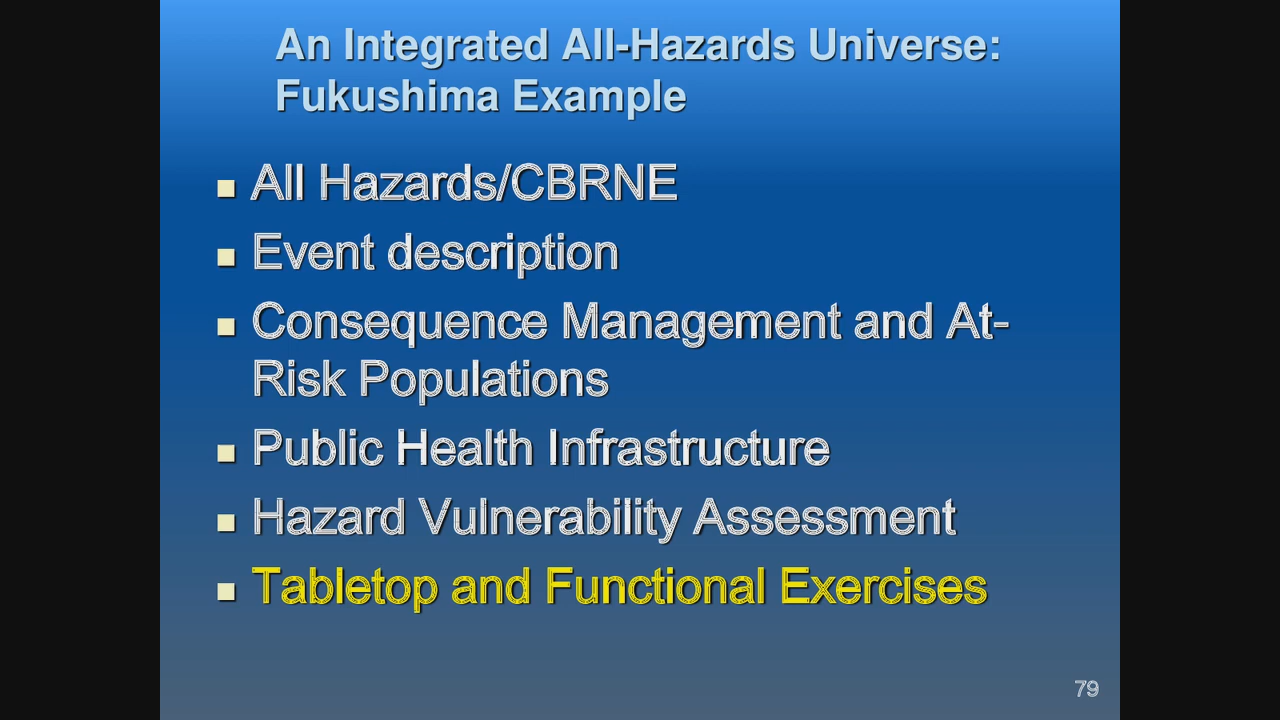 An Integrated All-Hazards Universe:
Fukushima Example
All Hazards/CBRNE
Event description
Consequence Management and At-
Risk Populations
Public Health Infrastructure
Hazard Vulnerability Assessment
Tabletop and Functional Exercises
79